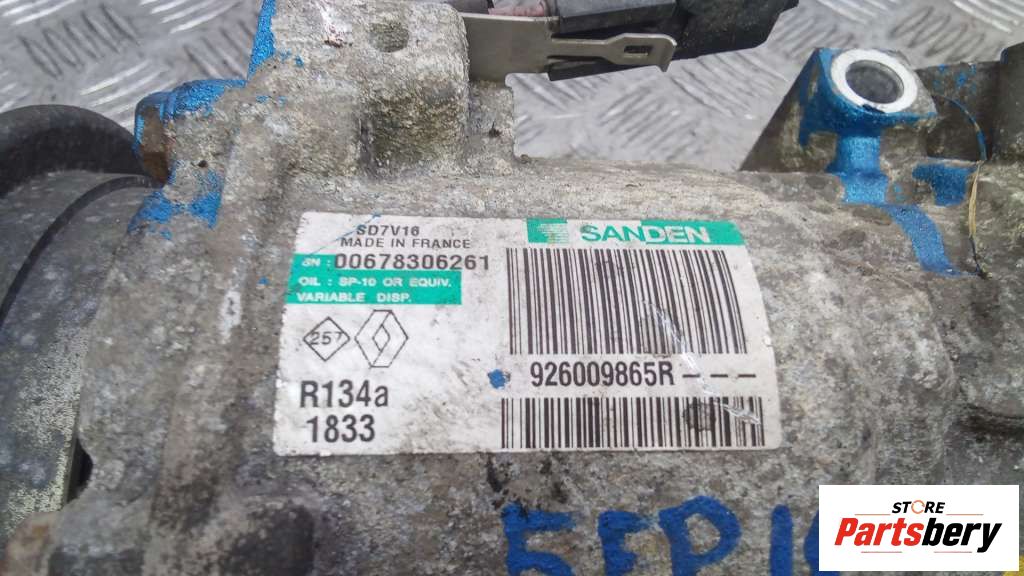 SD7V16
MADE IN FRANCE
SN : 00678306261
OIL : SP-10 OR EQUIV.
VARIABLE DISP.
SANDEN
257
R134a
1833
926009865R---
STORE
Partsbery